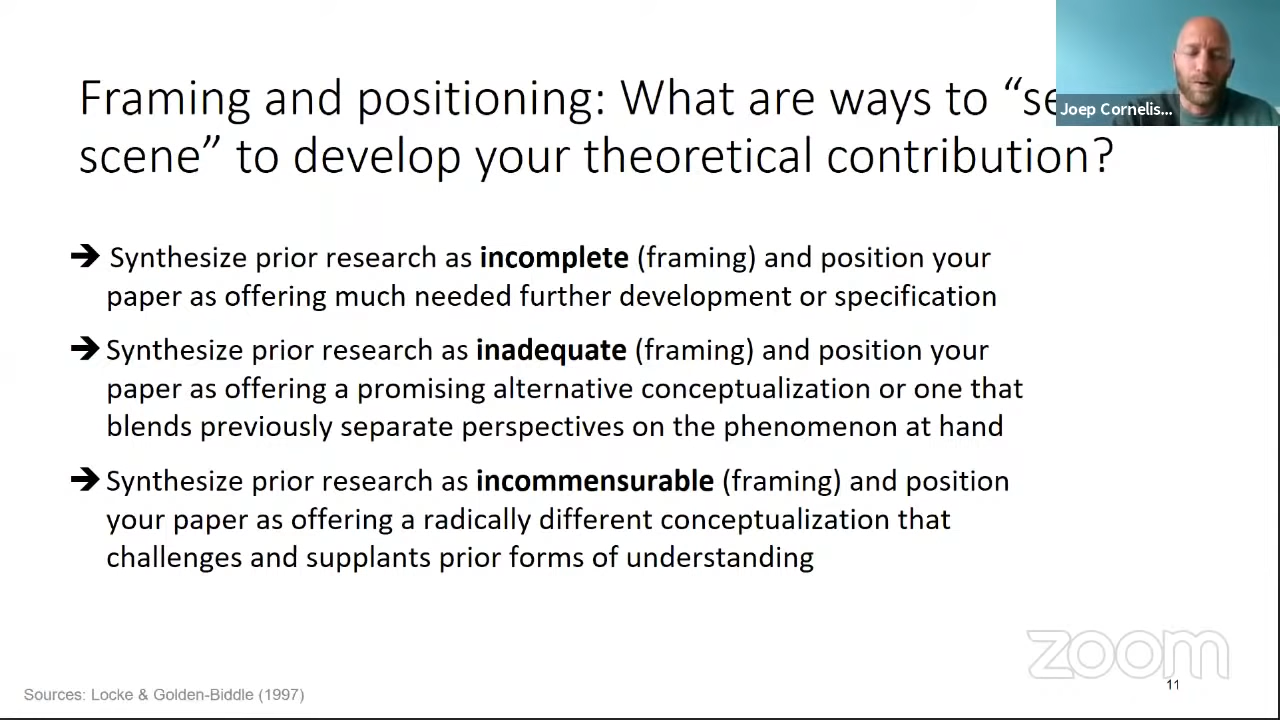 Framing and positioning: What are ways to “se
scene” to develop your theoretical contribution?
Joep Cornelis...
➔ Synthesize prior research as incomplete (framing) and position your
paper as offering much needed further development or specification
➔ Synthesize prior research as inadequate (framing) and position your
paper as offering a promising alternative conceptualization or one that
blends previously separate perspectives on the phenomenon at hand
➔ Synthesize prior research as incommensurable (framing) and position
your paper as offering a radically different conceptualization that
challenges and supplants prior forms of understanding
zoom
11
Sources: Locke & Golden-Biddle (1997)